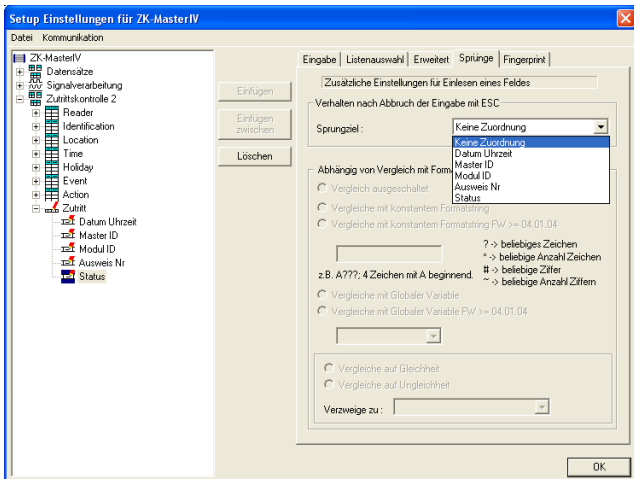 Setup Einstellungen für ZK-MasterIV
Datei Kommunikation
ZK-MasterIV
Datensätze
Signalverarbeitung
Zutrittskontrolle 2
Reader
Identification
Location
Time
Holiday
Event
Action
Zutritt
Datum Uhrzeit
Master ID
Modul ID
Ausweis Nr
Status
Einfügen
Einfügen
zwischen
Löschen
Eingabe Listenauswahl Erweitert Sprünge Fingerprint
Zusätzliche Einstellungen für Einlesen eines Feldes
Verhalten nach Abbruch der Eingabe mit ESC
Sprungziel : Keine Zuordnung
Keine Zuordnung
Datum Uhrzeit
Master ID
Modul ID
Ausweis Nr
Status
Abhängig von Vergleich mit Form
Vergleich ausgeschaltet
Vergleiche mit konstantem Formatstring
Vergleiche mit konstantem Formatstring FW >= 04.01.04
? -> beliebiges Zeichen
* -> beliebige Anzahl Zeichen
# -> beliebige Ziffer
~ -> beliebige Anzahl Ziffern
z.B. A???; 4 Zeichen mit A beginnend.
Vergleiche mit Globaler Variable
Vergleiche mit Globaler Variable FW >= 04.01.04
Vergleiche auf Gleichheit
Vergleiche auf Ungleichheit
Verzweige zu :
OK